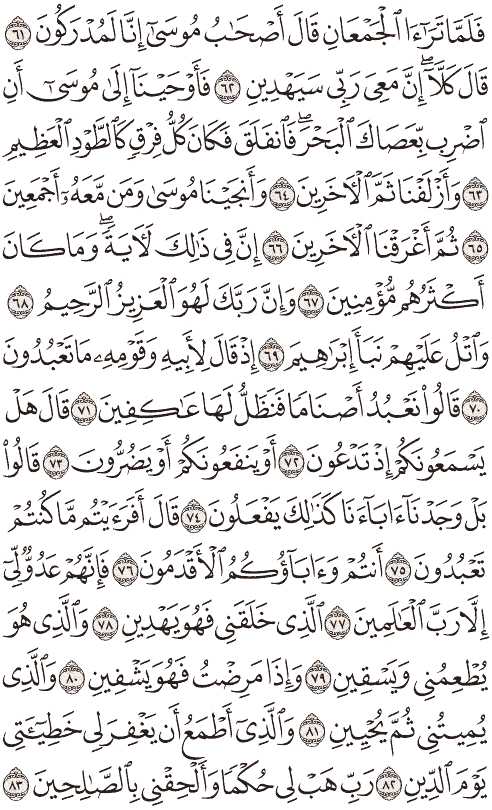 فَلَمَّا تَرَٰٓءَا ٱلْجَمْعَانِ قَالَ أَصْحَٰبُ مُوسَىٰٓ إِنَّا لَمُدْرَكُونَ ٦١
قَالَ كَلَّآ ۖ إِنَّ مَعِىَ رَبِّى سَيَهْدِينِ ٦٢ فَأَوْحَيْنَآ إِلَىٰ مُوسَىٰٓ أَنِ
ٱضْرِب بِّعَصَاكَ ٱلْبَحْرَ ۖ فَٱنفَلَقَ فَكَانَ كُلُّ فِرْقٍ كَٱلطَّوْدِ ٱلْعَظِيمِ
٦٣ وَأَزْلَفْنَا ثَمَّ ٱلْءَاخَرِينَ ٦٤ وَأَنجَيْنَا مُوسَىٰ وَمَن مَّعَهُۥٓ أَجْمَعِينَ
٦٥ ثُمَّ أَغْرَقْنَا ٱلْءَاخَرِينَ ٦٦ إِنَّ فِى ذَٰلِكَ لَءَايَةً ۖ وَمَا كَانَ
أَكْثَرُهُم مُّؤْمِنِينَ ٦٧ وَإِنَّ رَبَّكَ لَهُوَ ٱلْعَزِيزُ ٱلرَّحِيمُ ٦٨
وَٱتْلُ عَلَيْهِمْ نَبَأَ إِبْرَٰهِيمَ ٦٩ إِذْ قَالَ لِأَبِيهِ وَقَوْمِهِۦ مَا تَعْبُدُونَ
٧٠ قَالُوا۟ نَعْبُدُ أَصْنَامًا فَنَظَلُّ لَهَا عَٰكِفِينَ ٧١ قَالَ هَلْ
يَسْمَعُونَكُمْ إِذْ تَدْعُونَ ٧٢ أَوْ يَنفَعُونَكُمْ أَوْ يَضُرُّونَ ٧٣ قَالُوا۟
بَلْ وَجَدْنَآ ءَابَآءَنَا كَذَٰلِكَ يَفْعَلُونَ ٧٤ قَالَ أَفَرَءَيْتُم مَّا كُنتُمْ
تَعْبُدُونَ ٧٥ أَنتُمْ وَءَابَآؤُكُمُ ٱلْأَقْدَمُونَ ٧٦ فَإِنَّهُمْ عَدُوٌّ لِّىٓ
إِلَّا رَبَّ ٱلْعَٰلَمِينَ ٧٧ ٱلَّذِى خَلَقَنِى فَهُوَ يَهْدِينِ ٧٨ وَٱلَّذِى هُوَ
يُطْعِمُنِى وَيَسْقِينِ ٧٩ وَإِذَا مَرِضْتُ فَهُوَ يَشْفِينِ ٨٠ وَٱلَّذِى
يُمِيتُنِى ثُمَّ يُحْيِينِ ٨١ وَٱلَّذِىٓ أَطْمَعُ أَن يَغْفِرَ لِى خَطِيٓـَٔتِى
يَوْمَ ٱلدِّينِ ٨٢ رَبِّ هَبْ لِى حُكْمًا وَأَلْحِقْنِى بِٱلصَّٰلِحِينَ ٨٣